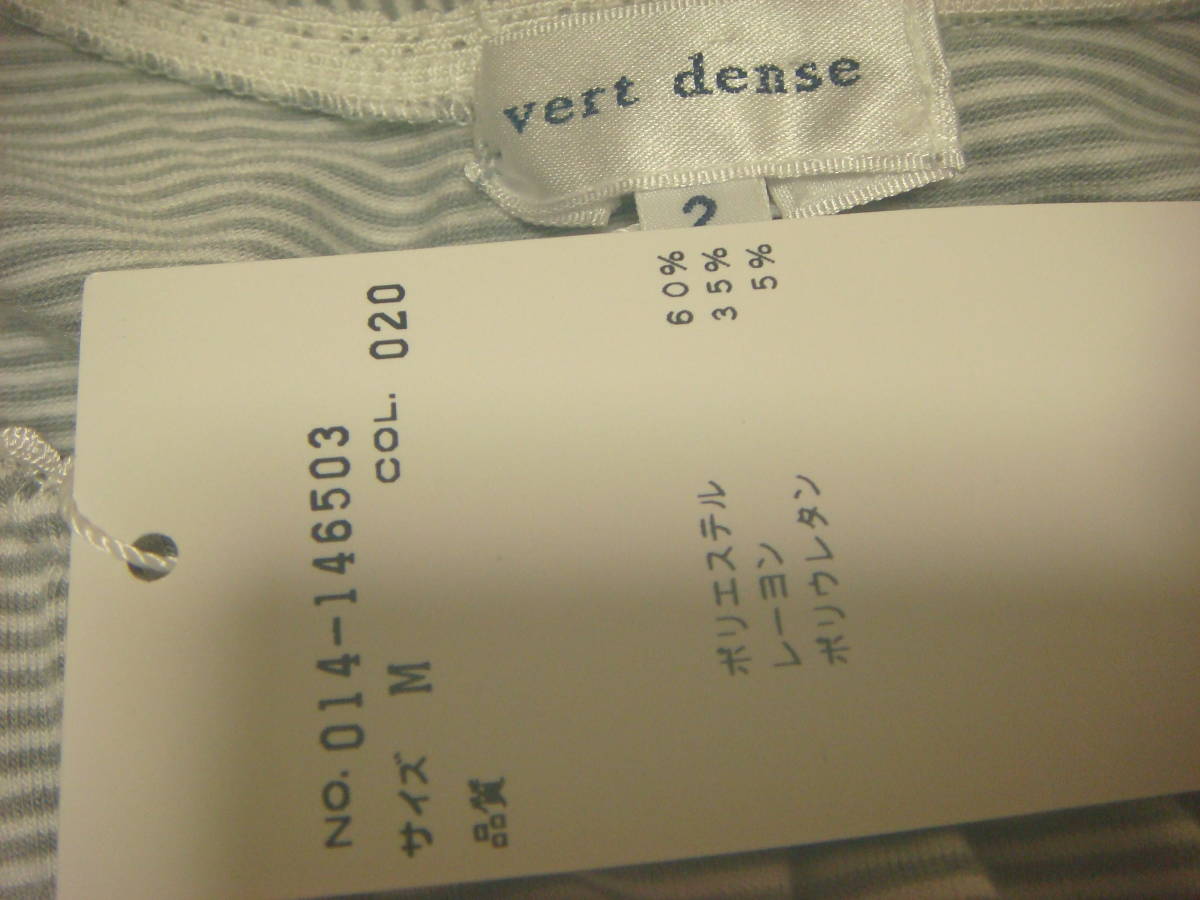 vert dense
2
NO. 014-146503
サイズ M COL. 020
品質
ポリエステル 60%
レーヨン 35%
ポリウレタン 5%